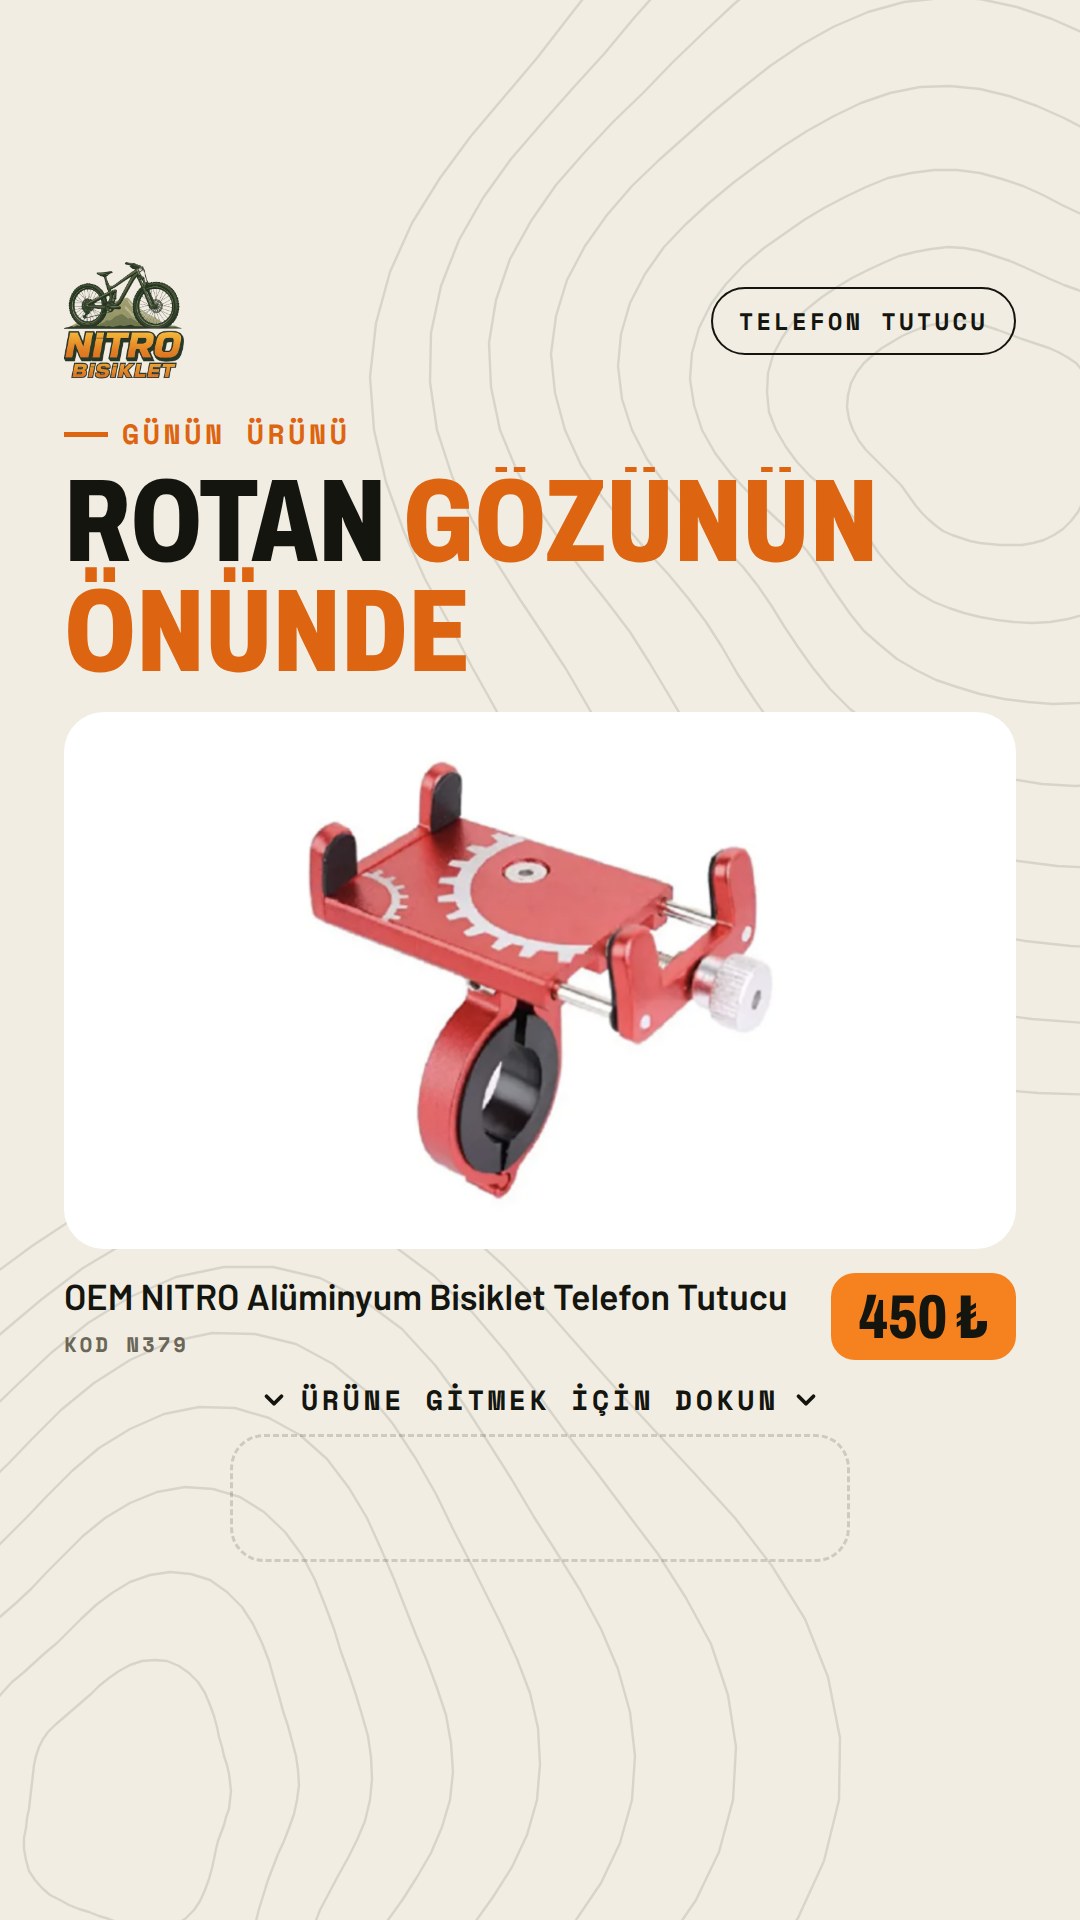 NiTRO
BiSiKLET
TELEFON TUTUCU
GÜNÜN ÜRÜNÜ
ROTAN GÖZÜNÜN
ÖNÜNDE
OEM NITRO Alüminyum Bisiklet Telefon Tutucu
450 ₺
KOD N379
ÜRÜNE GİTMEK İÇİN DOKUN